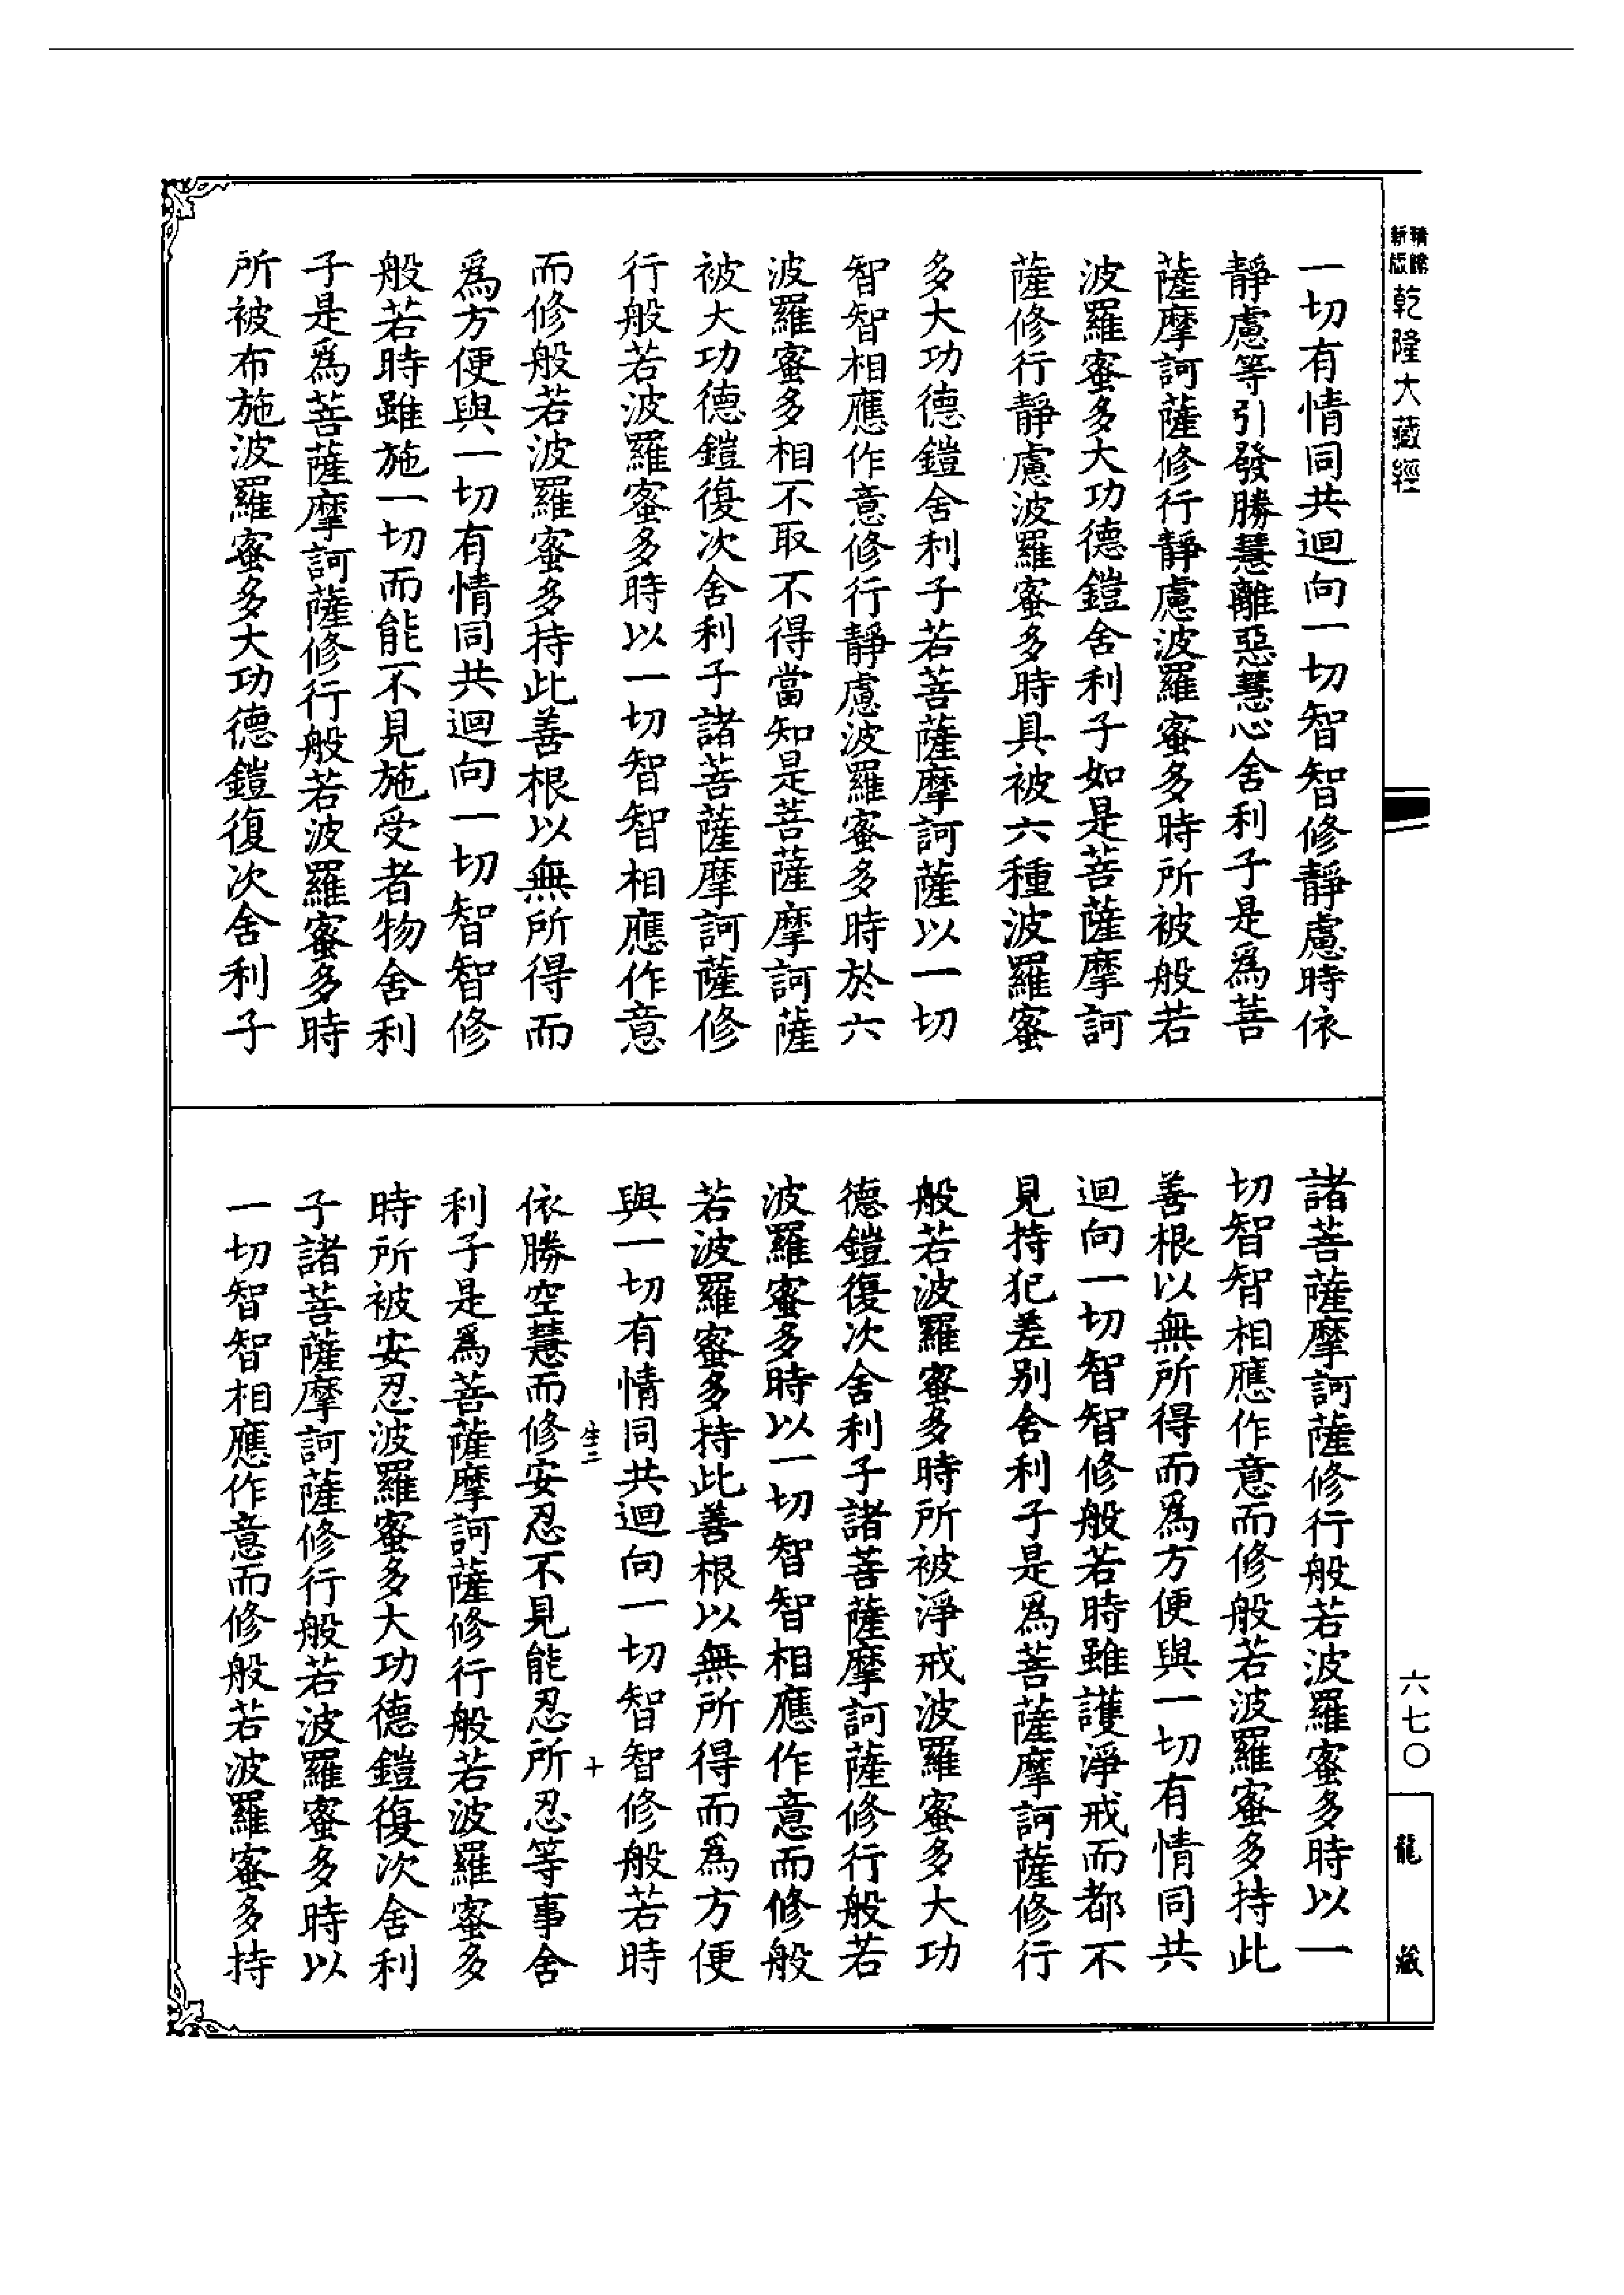 精縮新版乾隆大藏經
一切有情同共迴向一切智智修靜慮時依
靜慮等引發勝慧離惡慧心舍利子是爲菩
薩摩訶薩修行靜慮波羅蜜多時所被般若
波羅蜜多大功德鎧舍利子如是菩薩摩訶
薩修行靜慮波羅蜜多時具被六種波羅蜜
多大功德鎧舍利子若菩薩摩訶薩以一切
智智相應作意修行靜慮波羅蜜多時於六
波羅蜜多相不取不得當知是菩薩摩訶薩
被大功德鎧復次舍利子諸菩薩摩訶薩修
行般若波羅蜜多時以一切智智相應作意
而修般若波羅蜜多持此善根以無所得而
爲方便與一切有情同共迴向一切智智修
般若時雖施一切而能不見施受者物舍利
子是爲菩薩摩訶薩修行般若波羅蜜多時
所被布施波羅蜜多大功德鎧復次舍利子
諸菩薩摩訶薩修行般若波羅蜜多時以一
切智智相應作意而修般若波羅蜜多持此
善根以無所得而爲方便與一切有情同共
迴向一切智智修般若時雖護淨戒而都不
見持犯差别舍利子是爲菩薩摩訶薩修行
般若波羅蜜多時所被淨戒波羅蜜多大功
德鎧復次舍利子諸菩薩摩訶薩修行般若
波羅蜜多時以一切智智相應作意而修般
若波羅蜜多持此善根以無所得而爲方便
與一切有情同共迴向一切智智修般若時
生二 十
依勝空慧而修安忍不見能忍所忍等事舍
利子是爲菩薩摩訶薩修行般若波羅蜜多
時所被安忍波羅蜜多大功德鎧復次舍利
子諸菩薩摩訶薩修行般若波羅蜜多時以
一切智智相應作意而修般若波羅蜜多持
六七〇
龍藏